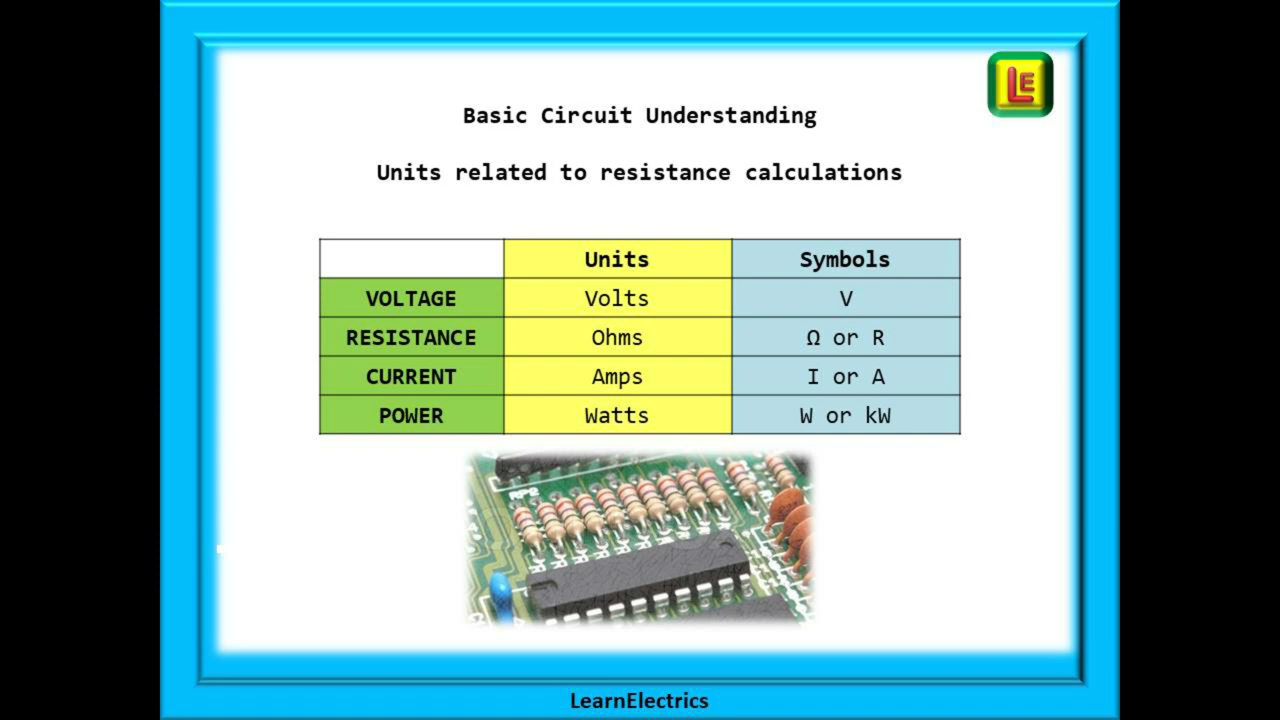 LE
Basic Circuit Understanding
Units related to resistance calculations
Units Symbols
VOLTAGE Volts V
RESISTANCE Ohms Ω or R
CURRENT Amps I or A
POWER Watts W or kW
RP2
LearnElectrics